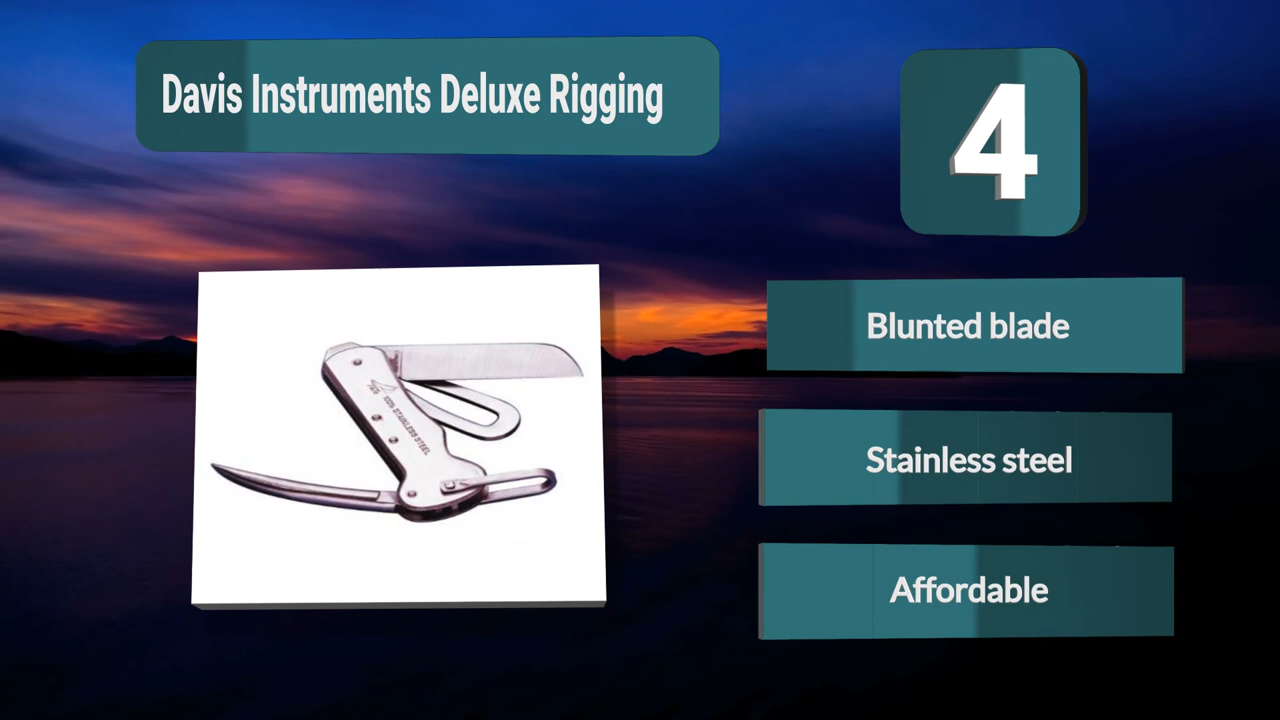 Davis Instruments Deluxe Rigging
4
Blunted blade
100% STAINLESS STEEL
Stainless steel
Affordable